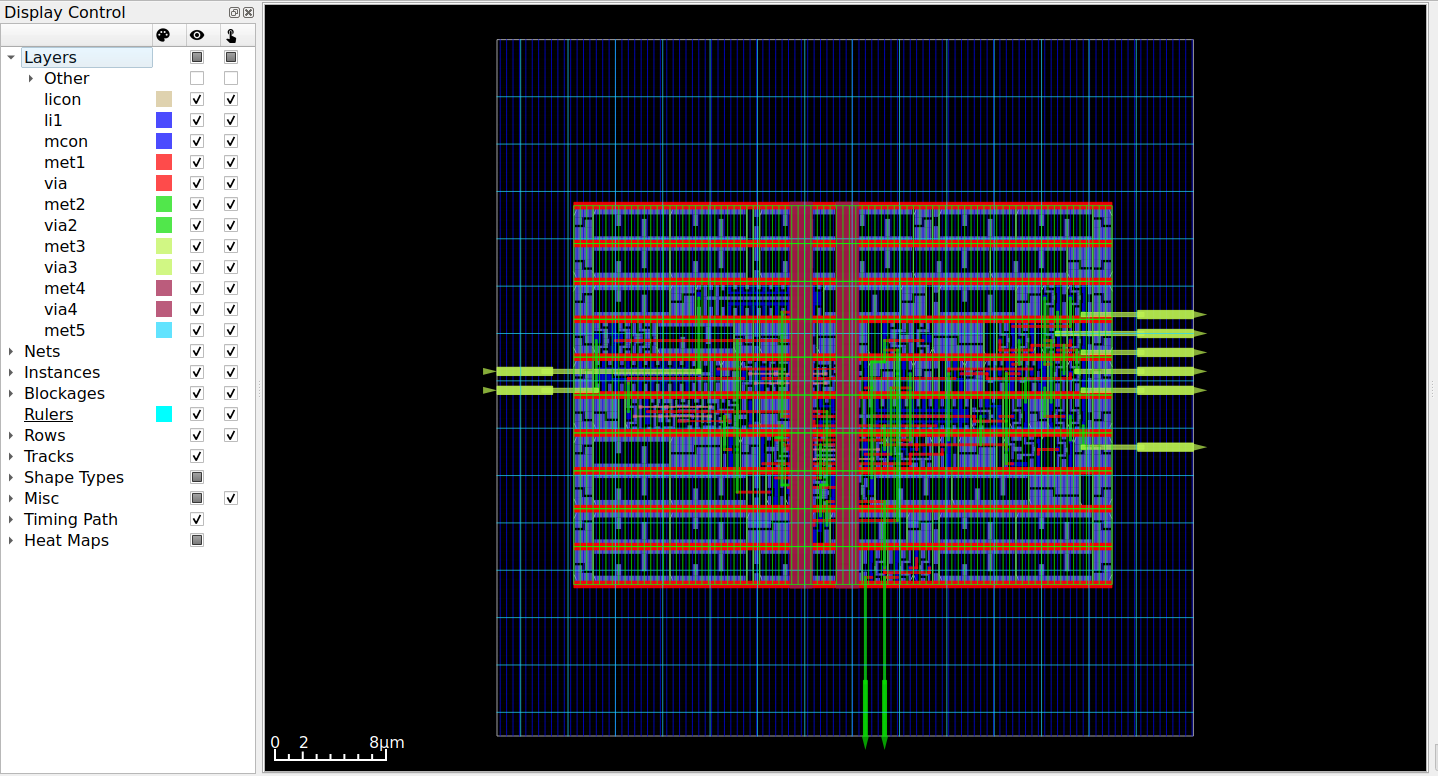 Display Control
Layers
Other
licon
li1
mcon
met1
via
met2
via2
met3
via3
met4
via4
met5
Nets
Instances
Blockages
Rulers
Rows
Tracks
Shape Types
Misc
Timing Path
Heat Maps
0 2 8μm